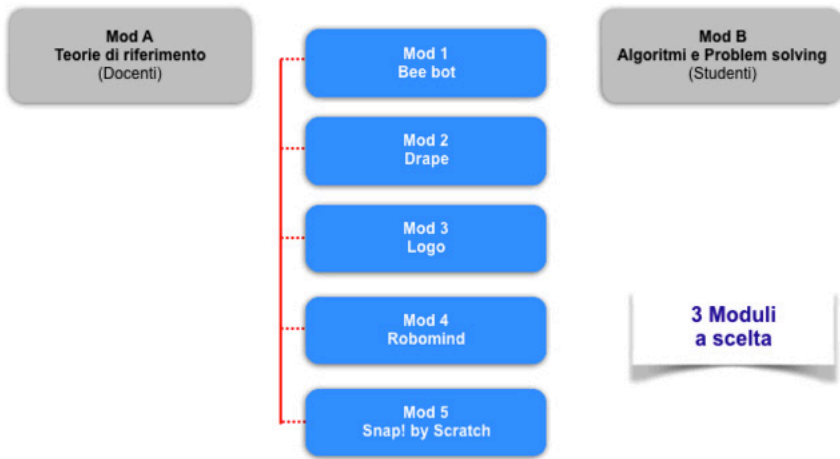 Mod A
Teorie di riferimento
(Docenti)
Mod 1
Bee bot
Mod B
Algoritmi e Problem solving
(Studenti)
Mod 2
Drape
Mod 3
Logo
Mod 4
Robomind
3 Moduli
a scelta
Mod 5
Snap! by Scratch